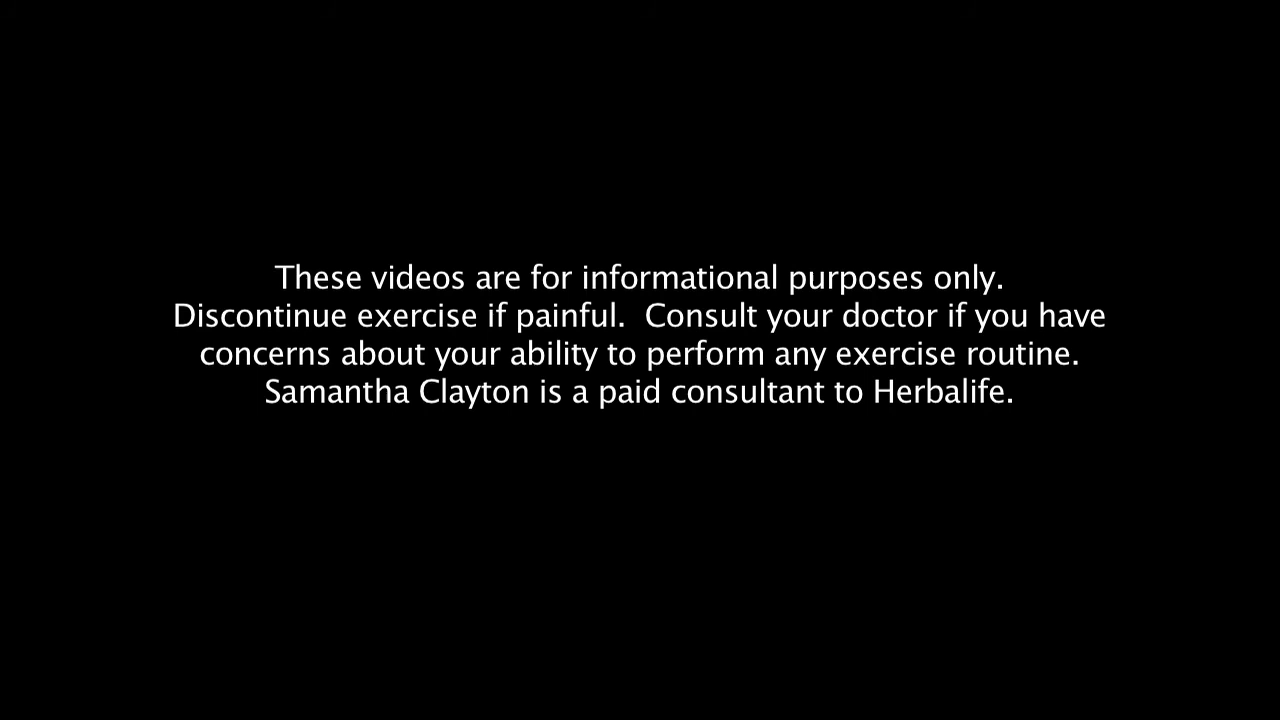 These videos are for informational purposes only.
Discontinue exercise if painful.  Consult your doctor if you have
concerns about your ability to perform any exercise routine.
Samantha Clayton is a paid consultant to Herbalife.